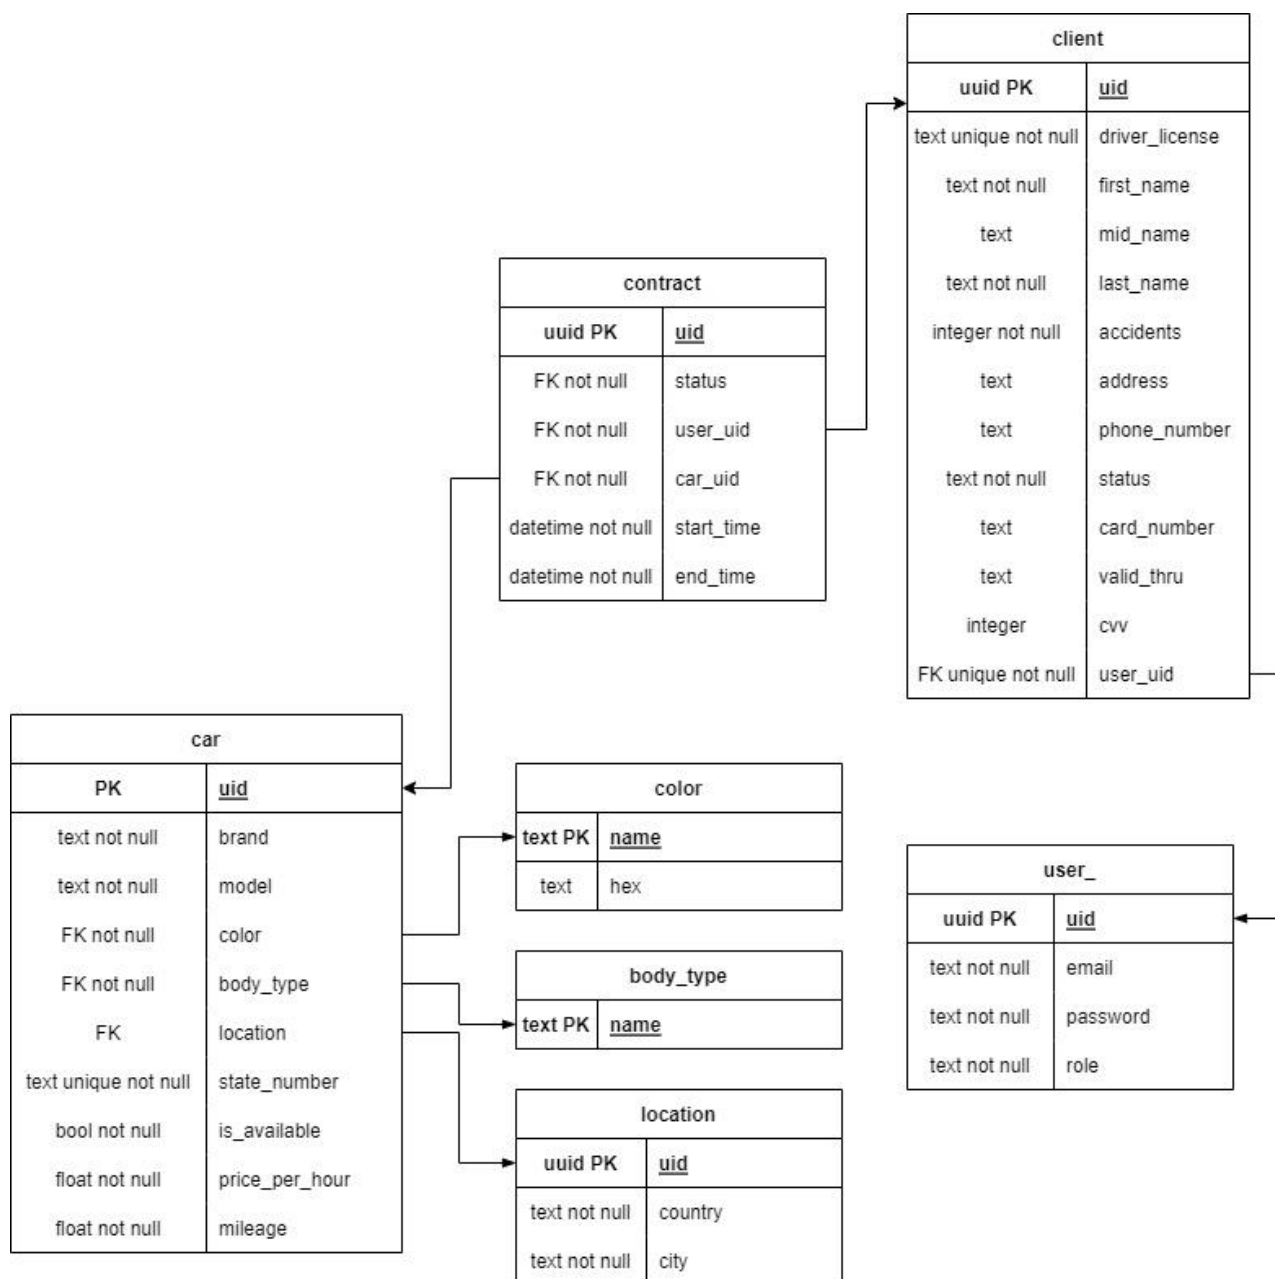 client
uuid PK uid
text unique not null driver_license
text not null first_name
text mid_name
text not null last_name
integer not null accidents
text address
text phone_number
text not null status
text card_number
text valid_thru
integer cvv
FK unique not null user_uid
contract
uuid PK uid
FK not null status
FK not null user_uid
FK not null car_uid
datetime not null start_time
datetime not null end_time
car
PK uid
text not null brand
text not null model
FK not null color
FK not null body_type
FK location
text unique not null state_number
bool not null is_available
float not null price_per_hour
float not null mileage
color
text PK name
text hex
body_type
text PK name
location
uuid PK uid
text not null country
text not null city
user_
uuid PK uid
text not null email
text not null password
text not null role